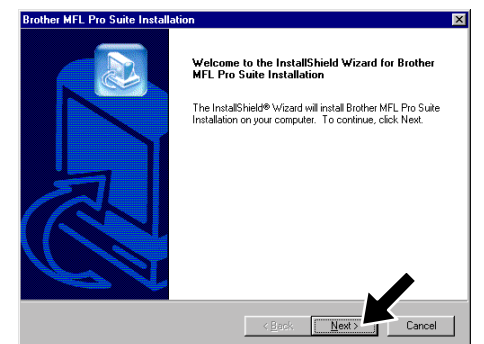 Brother MFL Pro Suite Installation
Welcome to the InstallShield Wizard for Brother
MFL Pro Suite Installation
The InstallShield® Wizard will install Brother MFL Pro Suite
Installation on your computer. To continue, click Next.
< Back Next > Cancel